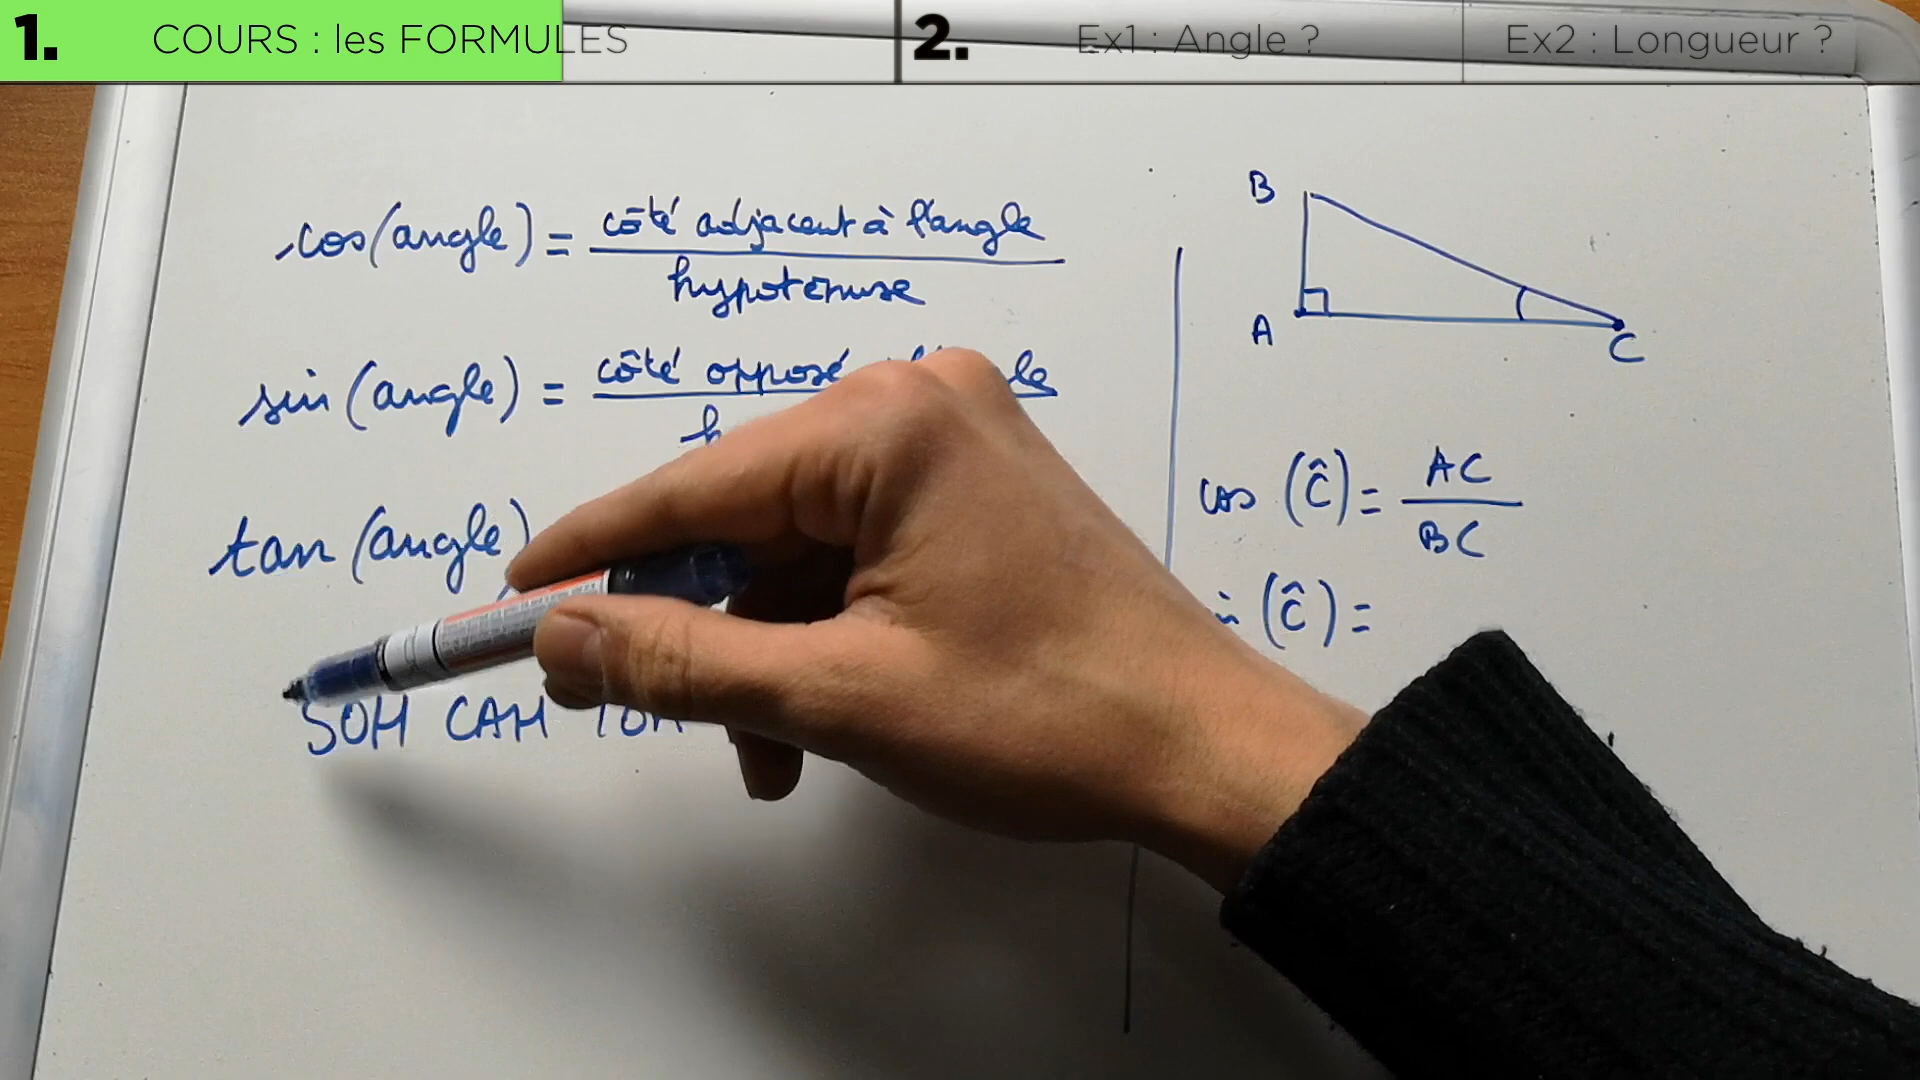 1. COURS : les FORMULES
2. Ex1 : Angle ? Ex2 : Longueur ?
cos(angle) = côté adjacent à l'angle
hypoténuse
sin (angle) = côté opposé
tan (angle)
SOH CAH TOA
B
A
C
cos (Ĉ) = AC
BC
(Ĉ) =